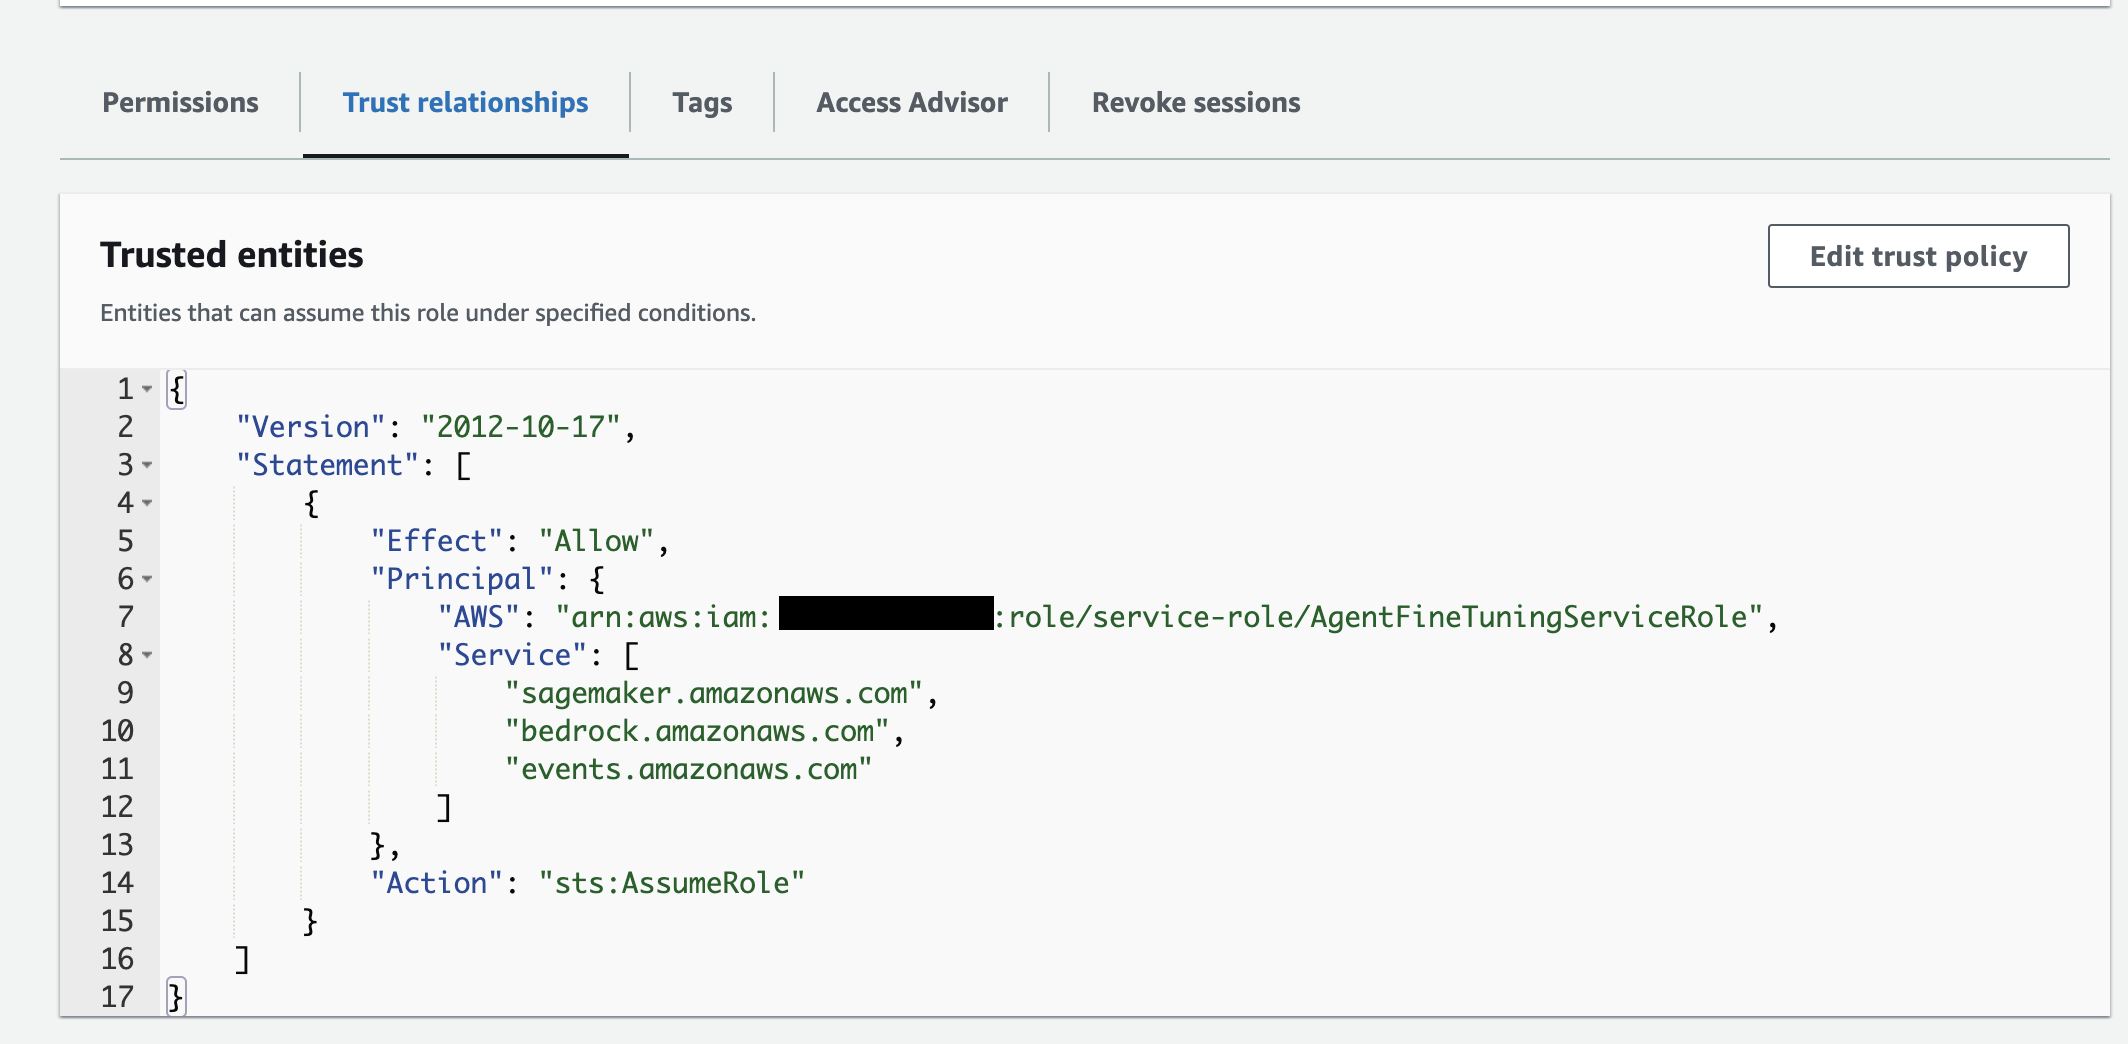 Permissions Trust relationships Tags Access Advisor Revoke sessions
Trusted entities
Edit trust policy
Entities that can assume this role under specified conditions.
1 {
2 "Version": "2012-10-17",
3 "Statement": [
4 {
5 "Effect": "Allow",
6 "Principal": {
7 "AWS": "arn:aws:iam: :role/service-role/AgentFineTuningServiceRole",
8 "Service": [
9 "sagemaker.amazonaws.com",
10 "bedrock.amazonaws.com",
11 "events.amazonaws.com"
12 ]
13 },
14 "Action": "sts:AssumeRole"
15 }
16 ]
17 }